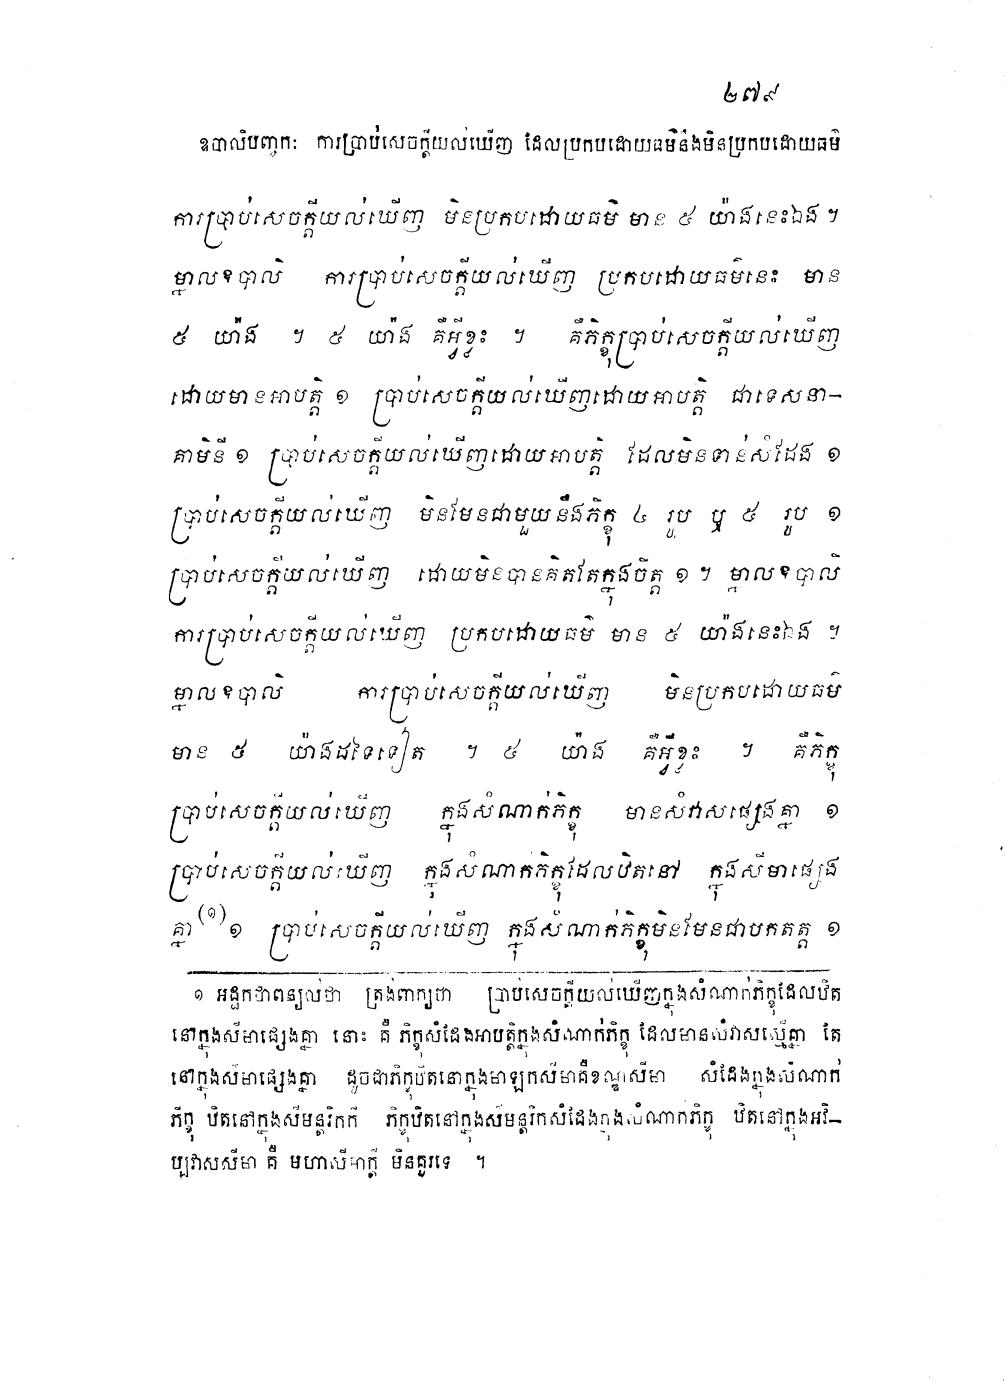 ២៧៩
ឧបាលិបញ្ចកៈ ការប្រាប់សេចក្តីយល់ឃើញ ដែលប្រកបដោយធម៌និងមិនប្រកបដោយធម៌
ការប្រាប់សេចក្តីយល់ឃើញ មិនប្រកបដោយធម៌ មាន ៥ យ៉ាងនេះឯង ។
ម្នាលឧបាលិ ការប្រាប់សេចក្តីយល់ឃើញ ប្រកបដោយធម៌នេះ មាន
៥ យ៉ាង ។ ៥ យ៉ាង គឺអ្វីខ្លះ ។ គឺភិក្ខុប្រាប់សេចក្តីយល់ឃើញ
ដោយមានអាបត្តិ ១ ប្រាប់សេចក្តីយល់ឃើញដោយអាបត្តិ ជាទេសនា-
គាមិនី ១ ប្រាប់សេចក្តីយល់ឃើញដោយអាបត្តិ ដែលមិនទាន់សំដែង ១
ប្រាប់សេចក្តីយល់ឃើញ មិនមែនជាមួយនឹងភិក្ខុ ៤ រូប ឬ ៥ រូប ១
ប្រាប់សេចក្តីយល់ឃើញ ដោយមិនបានគិតតែក្នុងចិត្ត ១ ។ ម្នាលឧបាលិ
ការប្រាប់សេចក្តីយល់ឃើញ ប្រកបដោយធម៌ មាន ៥ យ៉ាងនេះឯង ។
ម្នាលឧបាលិ ការប្រាប់សេចក្តីយល់ឃើញ មិនប្រកបដោយធម៌
មាន ៥ យ៉ាងដទៃទៀត ។ ៥ យ៉ាង គឺអ្វីខ្លះ ។ គឺភិក្ខុ
ប្រាប់សេចក្តីយល់ឃើញ ក្នុងសំណាក់ភិក្ខុ មានសំវាសផ្សេងគ្នា ១
ប្រាប់សេចក្តីយល់ឃើញ ក្នុងសំណាក់ភិក្ខុដែលឋិតនៅ ក្នុងសីមាផ្សេង
គ្នា (១) ១ ប្រាប់សេចក្តីយល់ឃើញ ក្នុងសំណាក់ភិក្ខុមិនមែនជាបកតត្ត ១
១ អដ្ឋកថាពន្យល់ថា ត្រង់ពាក្យថា ប្រាប់សេចក្តីយល់ឃើញក្នុងសំណាក់ភិក្ខុដែលឋិត
នៅក្នុងសីមាផ្សេងគ្នា នោះ គឺ ភិក្ខុសំដែងអាបត្តិក្នុងសំណាក់ភិក្ខុ ដែលមានសំវាសស្មើគ្នា តែ
នៅក្នុងសីមាផ្សេងគ្នា ដូចជាភិក្ខុឋិតនៅក្នុងមាឡកសីមាគឺខណ្ឌសីមា សំដែងក្នុងសំណាក់
ភិក្ខុ ឋិតនៅក្នុងសីមន្តរិកក្តី ភិក្ខុឋិតនៅក្នុងសីមន្តរិកសំដែងក្នុងសំណាក់ភិក្ខុ ឋិតនៅក្នុងអវិ-
ប្បវាសសីមា គឺ មហាសីមាក្តី មិនគួរទេ ។